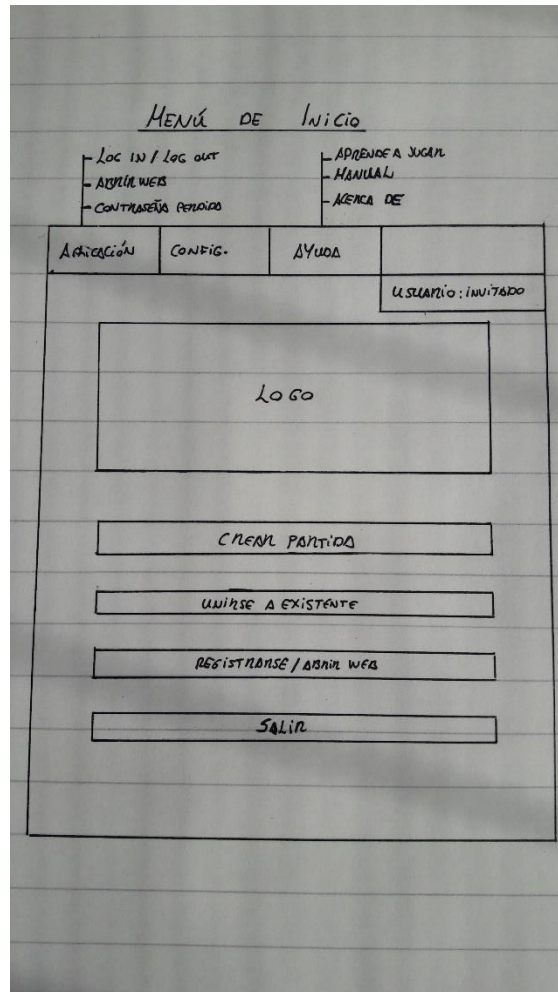 MENÚ DE INICIO
LOG IN / LOG OUT
ABRIR WEB
CONTRASEÑA PERDIDA
APRENDE A JUGAR
MANUAL
ACERCA DE
APLICACIÓN
CONFIG.
AYUDA
USUARIO: INVITADO
LOGO
CREAR PARTIDA
UNIRSE A EXISTENTE
REGISTRARSE / ABRIR WEB
SALIR